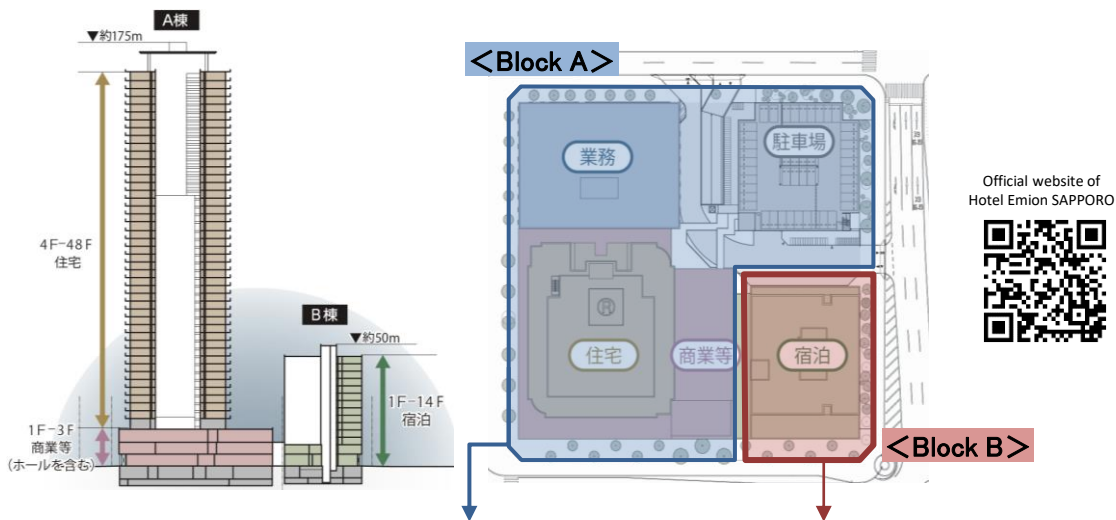 A棟
▼約175m
4F-48F
住宅
1F-3F
商業等
(ホールを含む)
B棟
▼約50m
1F-14F
宿泊
<Block A>
業務
駐車場
住宅
R
商業等
宿泊
<Block B>
Official website of
Hotel Emion SAPPORO